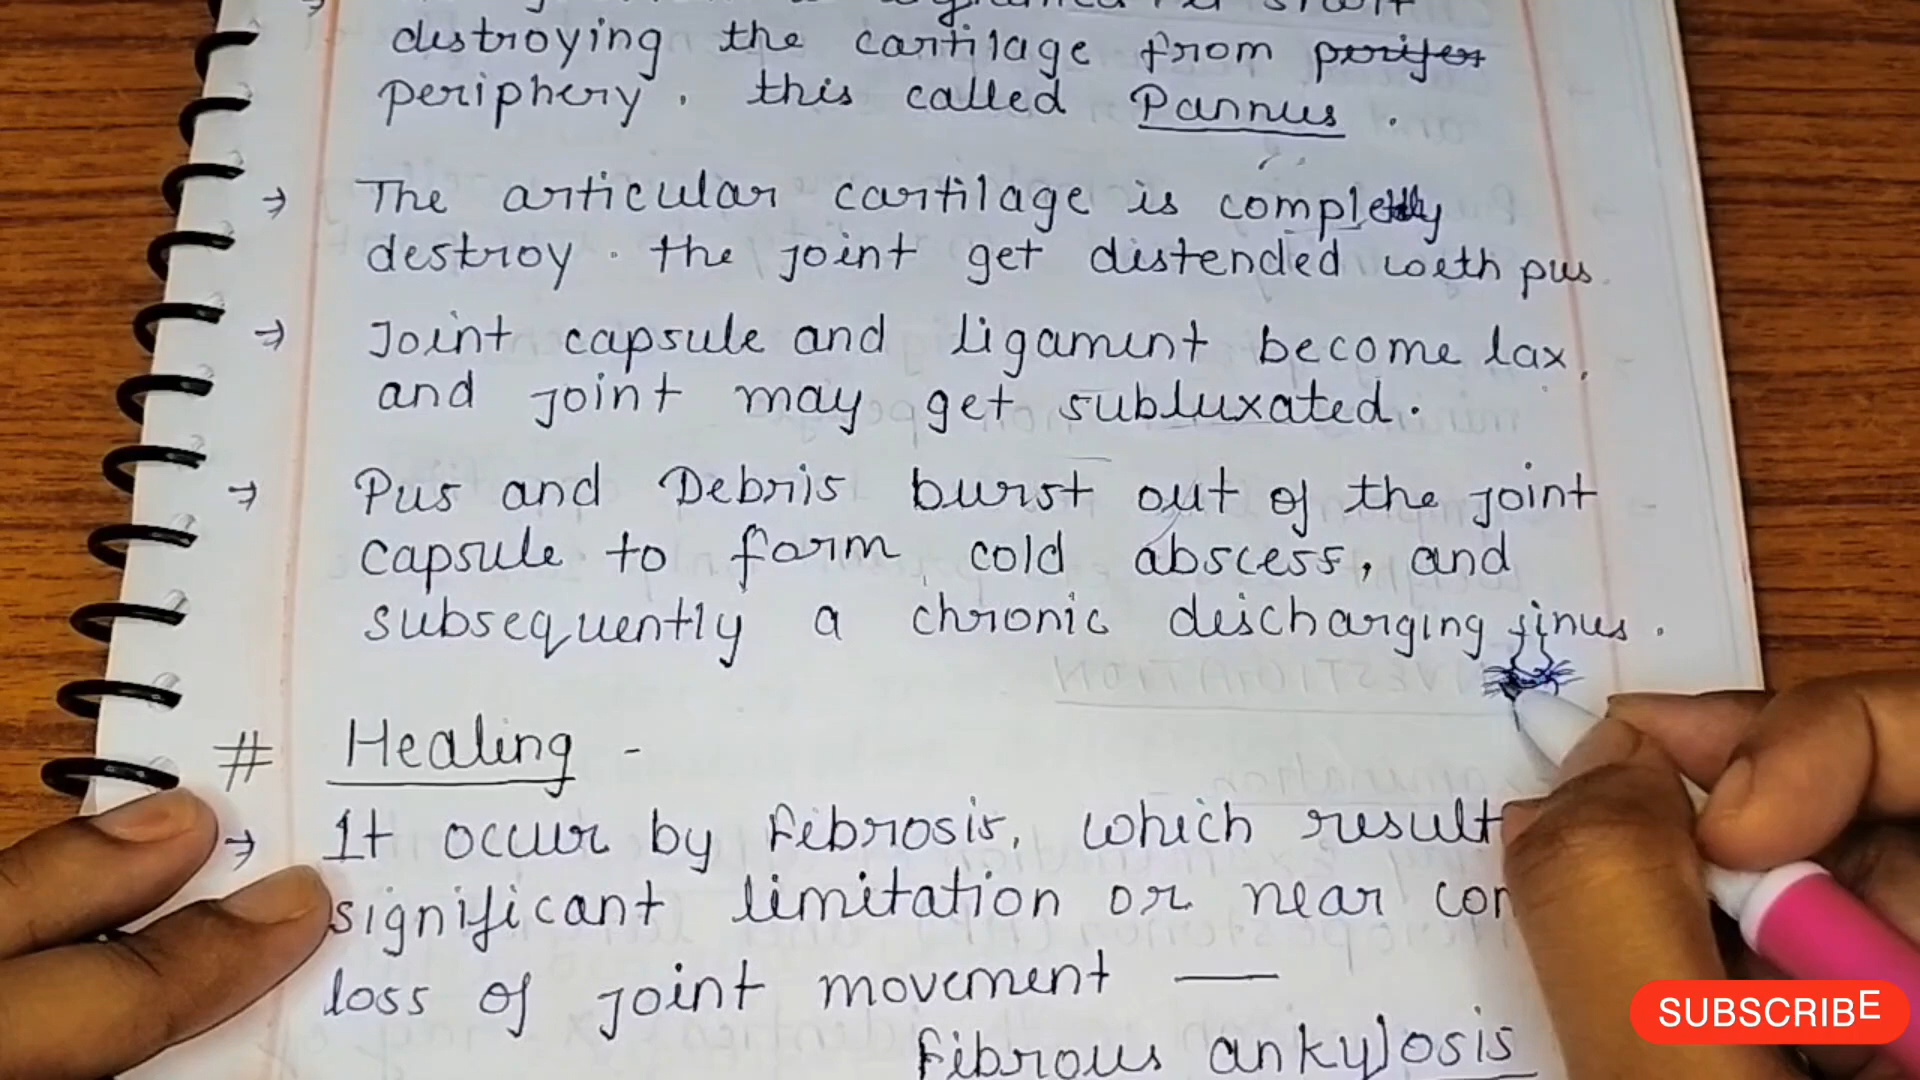 destroying the cartilage from perifer
periphery. this called Pannus.
→ The articular cartilage is completly
destroy. the joint get distended with pus.
→ Joint capsule and ligament become lax,
and joint may get subluxated.
→ Pus and Debris burst out of the joint
capsule to form cold abscess, and
subsequently a chronic discharging sinus.
# Healing -
→ It occur by Fibrosis, which result
significant limitation or near con
loss of joint movement —
Fibrous ankylosis
SUBSCRIBE